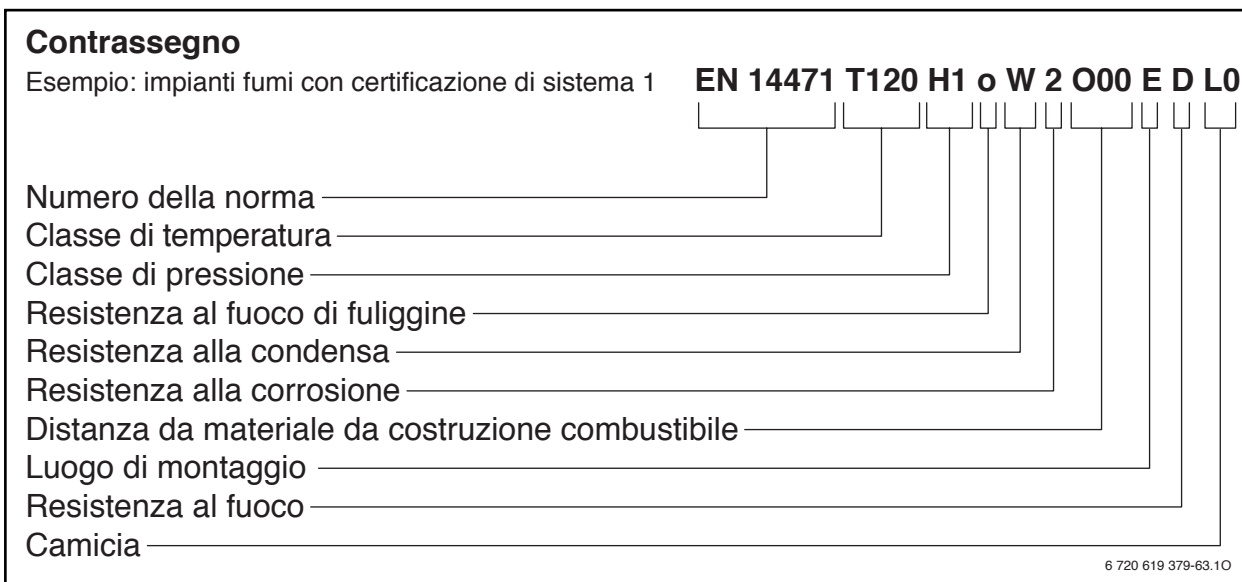 Contrassegno
Esempio: impianti fumi con certificazione di sistema 1 EN 14471 T120 H1 o W 2 O00 E D L0
Numero della norma
Classe di temperatura
Classe di pressione
Resistenza al fuoco di fuliggine
Resistenza alla condensa
Resistenza alla corrosione
Distanza da materiale da costruzione combustibile
Luogo di montaggio
Resistenza al fuoco
Camicia
6 720 619 379-63.1O